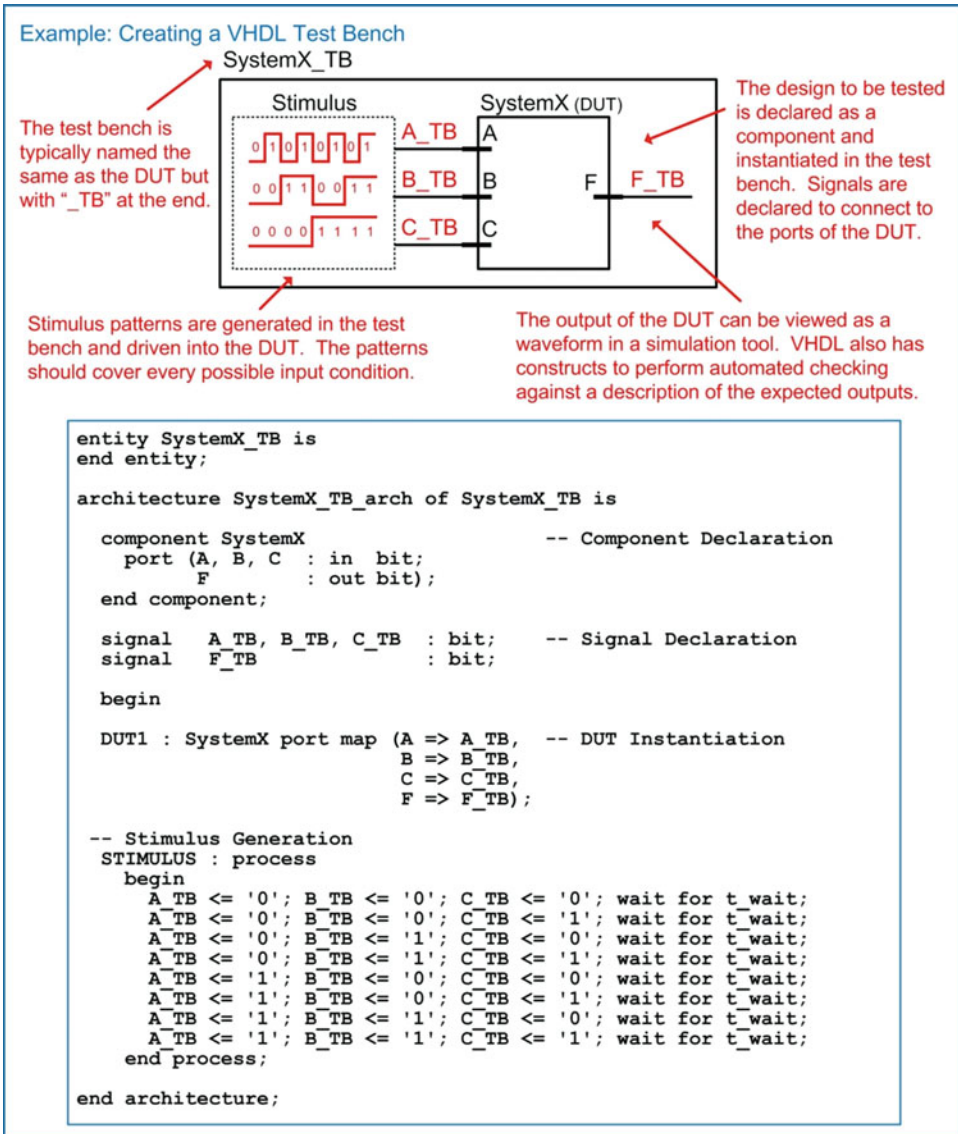 Example: Creating a VHDL Test Bench
SystemX_TB
The test bench is
typically named the
same as the DUT but
with “_TB” at the end.
Stimulus
0 1 0 1 0 1 0 1
0 0 1 1 0 0 1 1
0 0 0 0 1 1 1 1
A_TB
B_TB
C_TB
SystemX (DUT)
A
B
C
F
F_TB
The design to be tested
is declared as a
component and
instantiated in the test
bench. Signals are
declared to connect to
the ports of the DUT.
Stimulus patterns are generated in the test
bench and driven into the DUT. The patterns
should cover every possible input condition.
The output of the DUT can be viewed as a
waveform in a simulation tool. VHDL also has
constructs to perform automated checking
against a description of the expected outputs.
entity SystemX_TB is
end entity;
architecture SystemX_TB_arch of SystemX_TB is
component SystemX -- Component Declaration
port (A, B, C : in bit;
F : out bit);
end component;
signal A_TB, B_TB, C_TB : bit; -- Signal Declaration
signal F_TB : bit;
begin
DUT1 : SystemX port map (A => A_TB, -- DUT Instantiation
B => B_TB,
C => C_TB,
F => F_TB);
-- Stimulus Generation
STIMULUS : process
begin
A_TB <= '0'; B_TB <= '0'; C_TB <= '0'; wait for t_wait;
A_TB <= '0'; B_TB <= '0'; C_TB <= '1'; wait for t_wait;
A_TB <= '0'; B_TB <= '1'; C_TB <= '0'; wait for t_wait;
A_TB <= '0'; B_TB <= '1'; C_TB <= '1'; wait for t_wait;
A_TB <= '1'; B_TB <= '0'; C_TB <= '0'; wait for t_wait;
A_TB <= '1'; B_TB <= '0'; C_TB <= '1'; wait for t_wait;
A_TB <= '1'; B_TB <= '1'; C_TB <= '0'; wait for t_wait;
A_TB <= '1'; B_TB <= '1'; C_TB <= '1'; wait for t_wait;
end process;
end architecture;